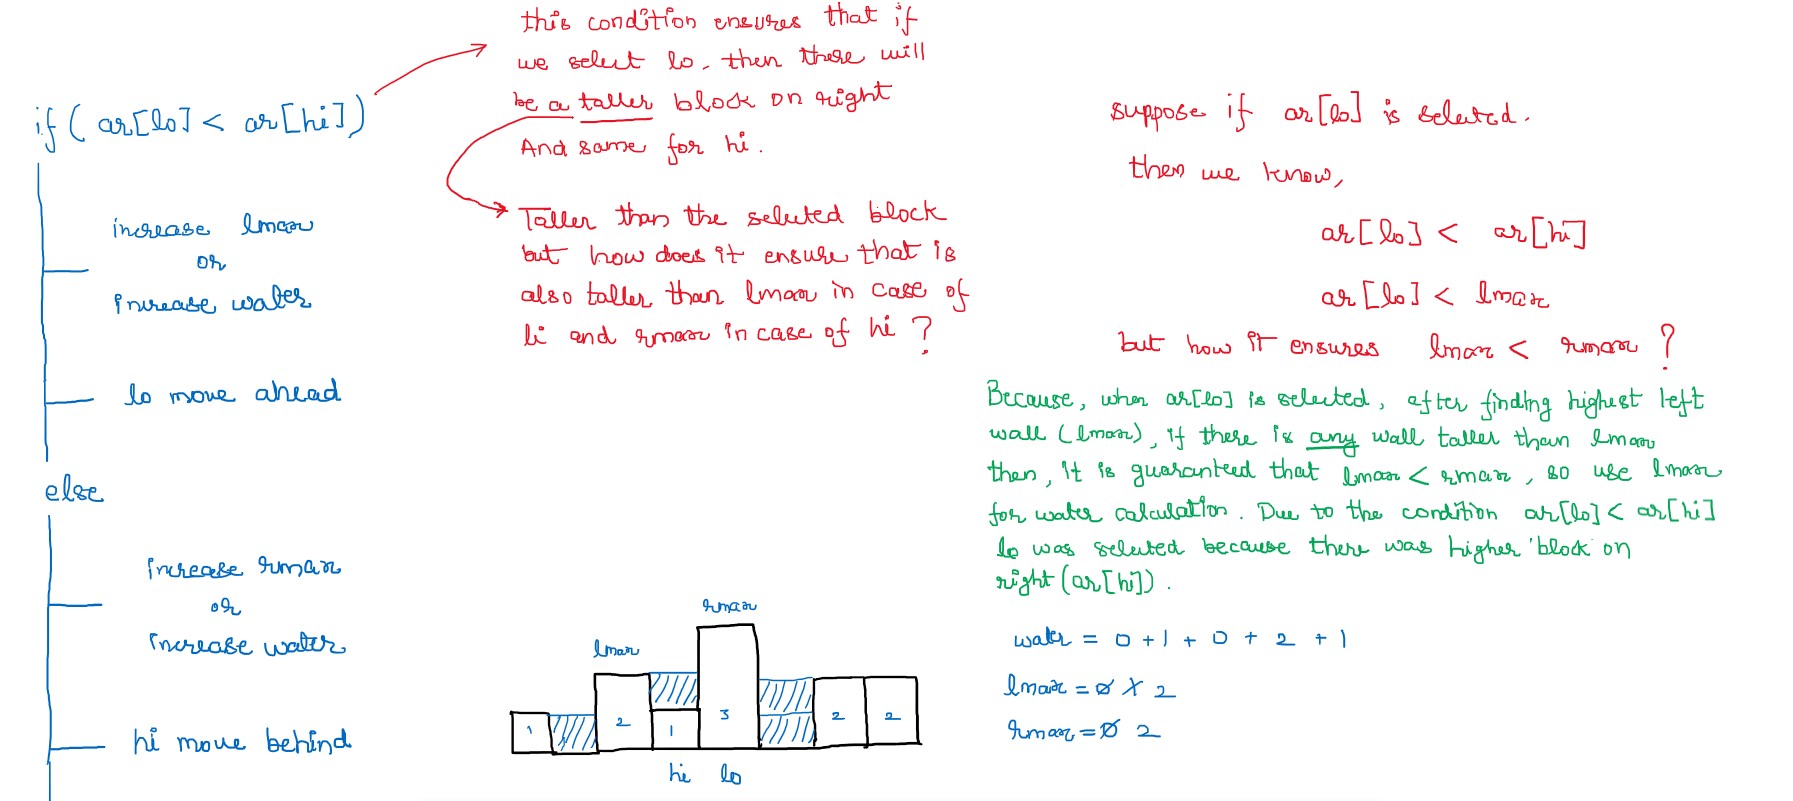 if ( ar[lo] < ar[hi] )
increase lmax
or
increase water
lo move ahead
else
increase rmax
or
increase water
hi move behind
this condition ensures that if
we select lo, then there will
be a taller block on right
And same for hi.
Taller than the selected block
but how does it ensure that is
also taller than lmax in case of
li and rmax in case of hi ?
suppose if ar[lo] is selected.
then we know,
ar[lo] < ar[hi]
ar[lo] < lmax
but how it ensures lmax < rmax ?
Because, when ar[lo] is selected, after finding highest left
wall (lmax), if there is any wall taller than lmax
then, it is guaranteed that lmax < rmax, so use lmax
for water calculation. Due to the condition ar[lo] < ar[hi]
lo was selected because there was higher 'block' on
right (ar[hi]).
water = 0 + 1 + 0 + 2 + 1
lmax = 0 1 2
rmax = 0 2
rmax
lmax
1
2
1
3
2
2
hi lo